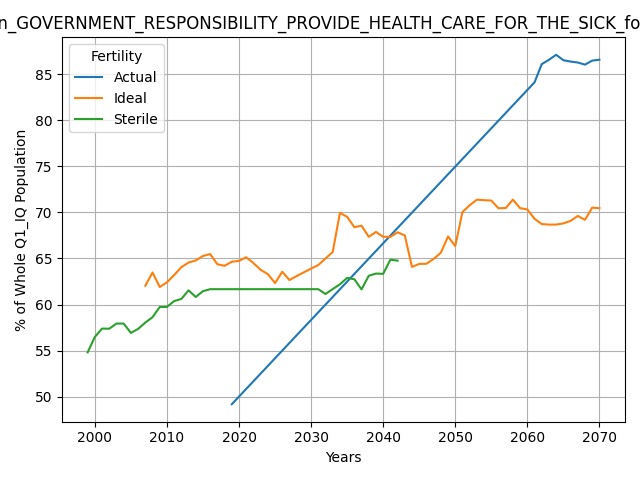 n_GOVERNMENT_RESPONSIBILITY_PROVIDE_HEALTH_CARE_FOR_THE_SICK_fo
Fertility
Actual
Ideal
Sterile
% of Whole Q1_IQ Population
85
80
75
70
65
60
55
50
2000 2010 2020 2030 2040 2050 2060 2070
Years